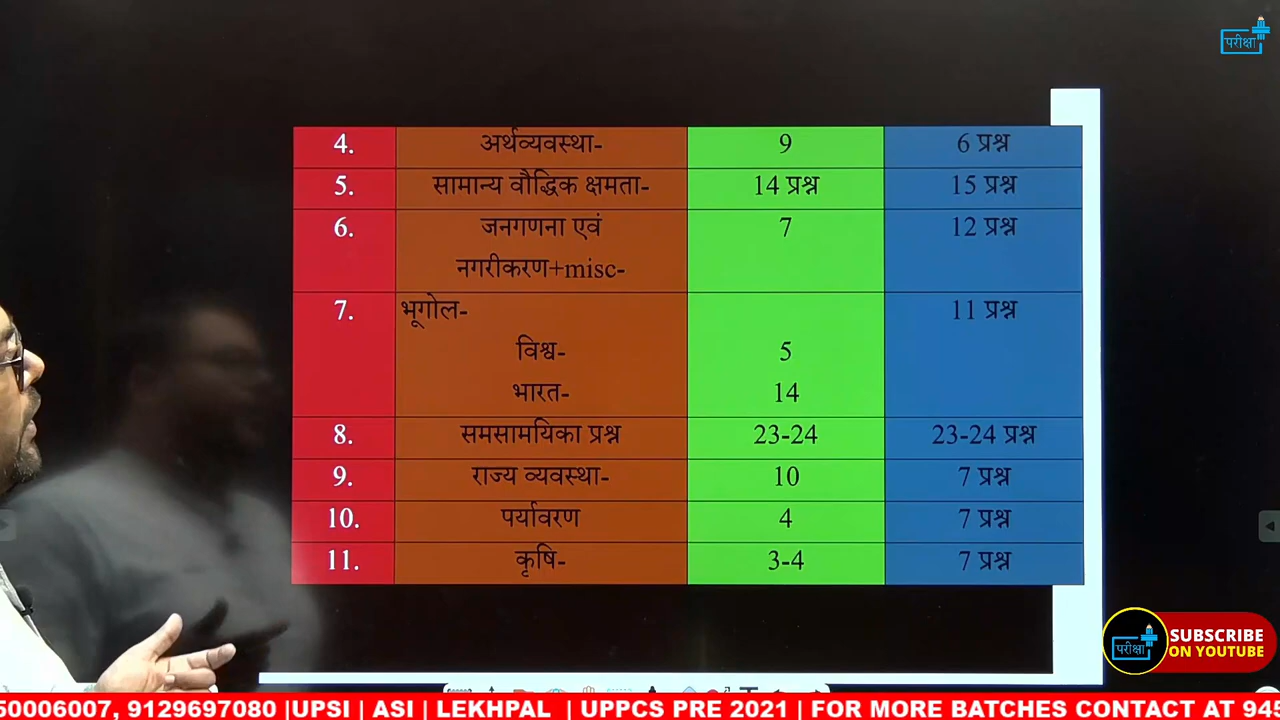 परीक्षा
4. अर्थव्यवस्था- 9 6 प्रश्न
5. सामान्य वौद्धिक क्षमता- 14 प्रश्न 15 प्रश्न
6. जनगणना एवं 7 12 प्रश्न
नगरीकरण+misc-
7. भूगोल- 11 प्रश्न
विश्व- 5
भारत- 14
8. समसामयिका प्रश्न 23-24 23-24 प्रश्न
9. राज्य व्यवस्था- 10 7 प्रश्न
10. पर्यावरण 4 7 प्रश्न
11. कृषि- 3-4 7 प्रश्न
परीक्षा
SUBSCRIBE
ON YOUTUBE
50006007, 9129697080 |UPSI | ASI | LEKHPAL | UPPCS PRE 2021 | FOR MORE BATCHES CONTACT AT 945